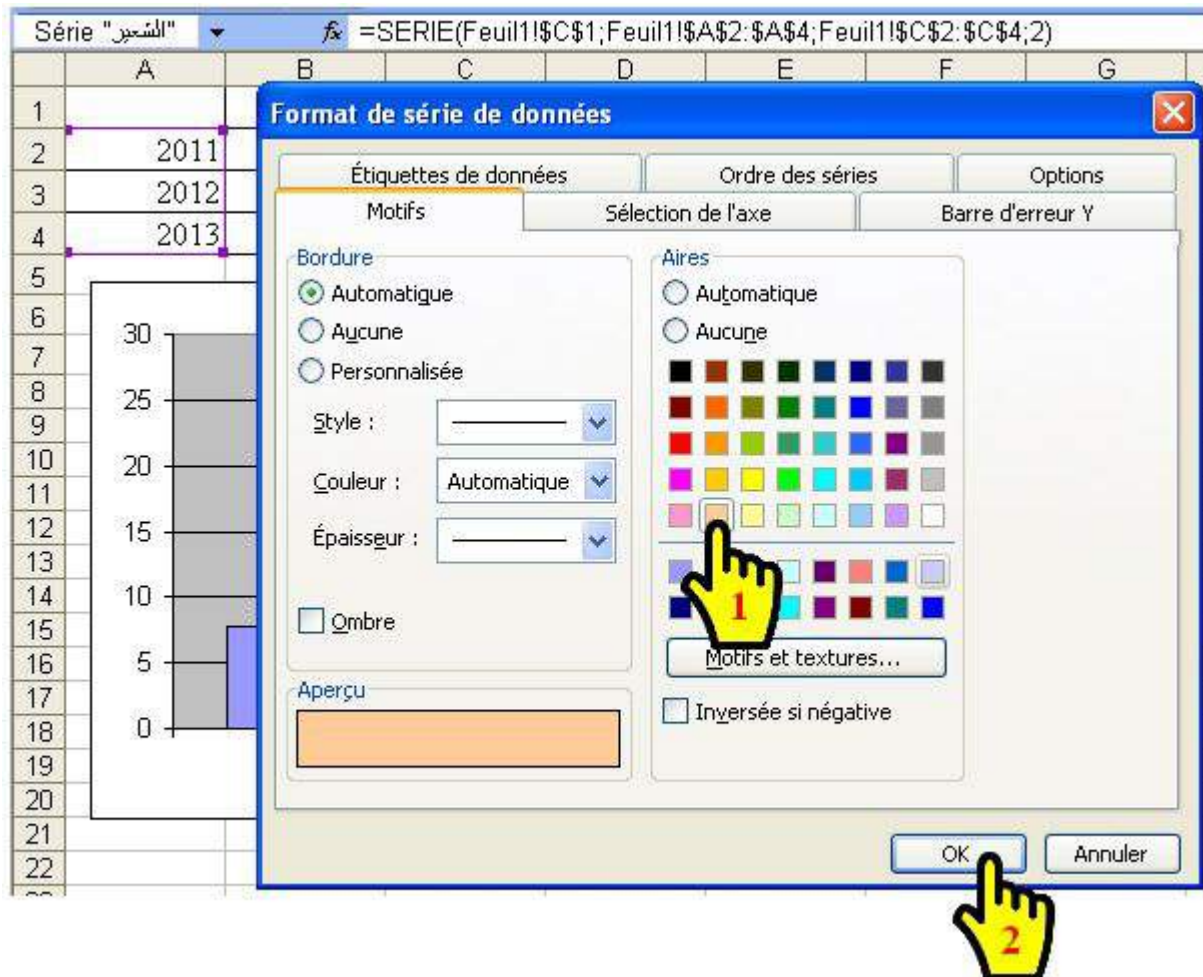 Série "الشعير" fx =SERIE(Feuil1!$C$1;Feuil1!$A$2:$A$4;Feuil1!$C$2:$C$4;2)
A B C D E F G
1
2 2011
3 2012
4 2013
5
6
7
8
9
10
11
12
13
14
15
16
17
18
19
20
21
22
30
25
20
15
10
5
0
Format de série de données
Étiquettes de données Ordre des séries Options
Motifs Sélection de l'axe Barre d'erreur Y
Bordure
Automatique
Aucune
Personnalisée
Style :
Couleur : Automatique
Épaisseur :
Ombre
Aperçu
Aires
Automatique
Aucune
1
Motifs et textures...
Inversée si négative
OK Annuler
2